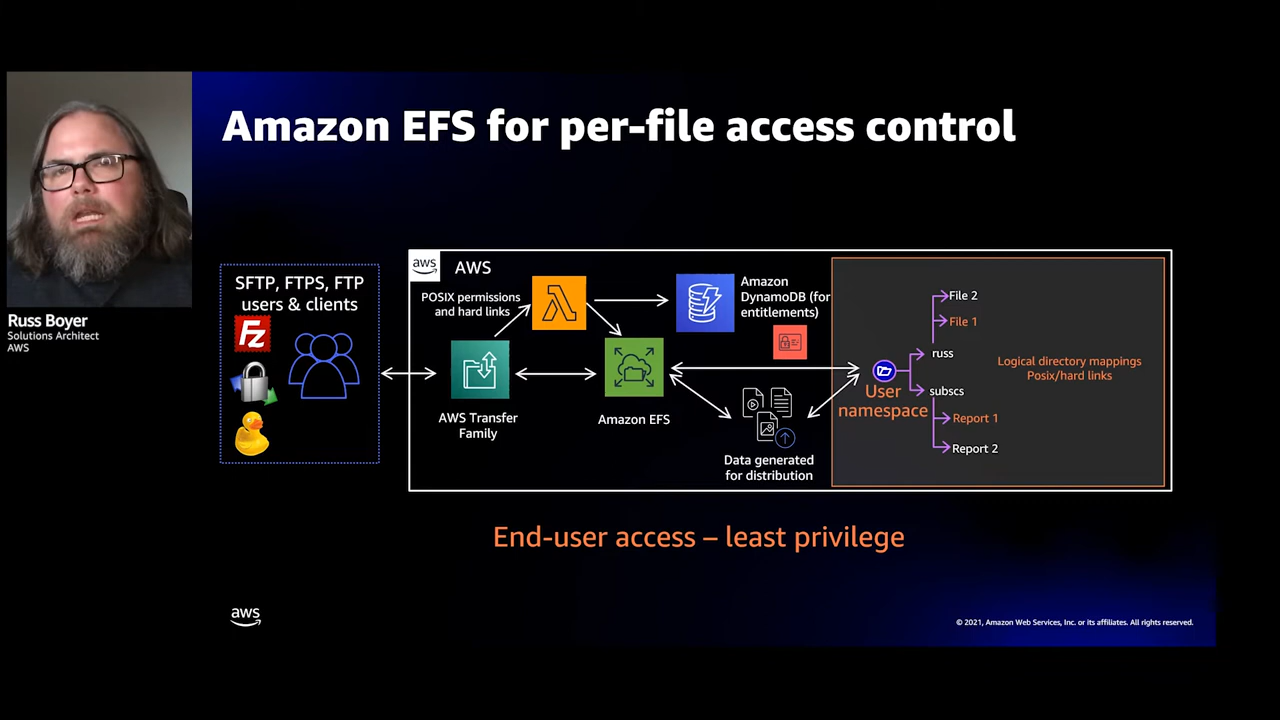 Amazon EFS for per-file access control
Russ Boyer
Solutions Architect
AWS
SFTP, FTPS, FTP
users & clients
FZ
aws
AWS
POSIX permissions
and hard links
AWS Transfer
Family
Amazon EFS
Amazon
DynamoDB (for
entitlements)
Data generated
for distribution
User
namespace
File 2
File 1
russ
subscs
Report 1
Report 2
Logical directory mappings
Posix/hard links
End-user access – least privilege
aws
© 2021, Amazon Web Services, Inc. or its affiliates. All rights reserved.